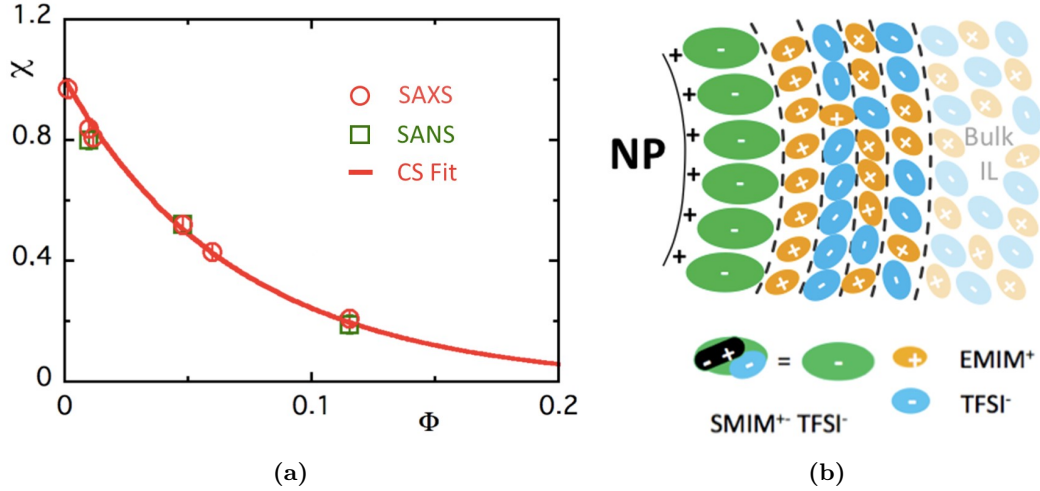 1.2
χ
0.8
0.4
0
0
0.1
Φ
0.2
SAXS
SANS
CS Fit
(a)
NP
Bulk
IL
=
EMIM⁺
TFSI⁻
SMIM⁺⁻ TFSI⁻
(b)